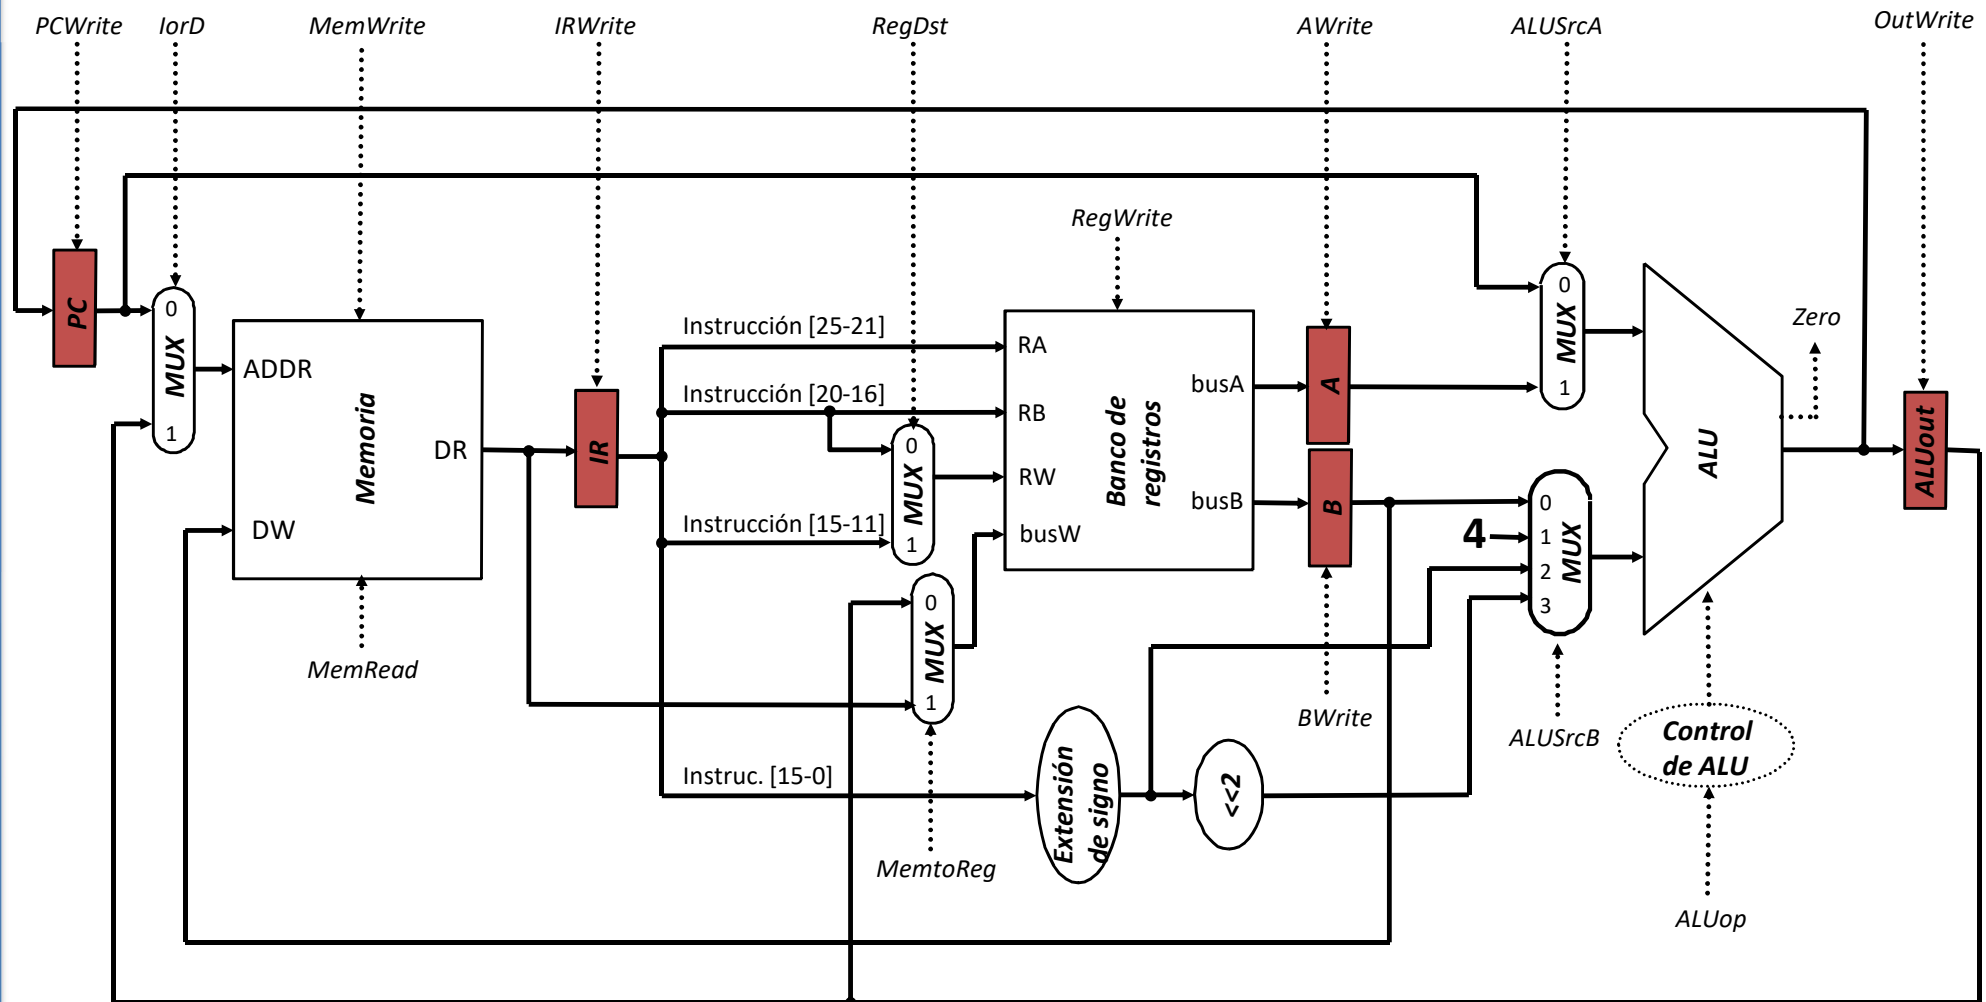 PCWrite
IorD
MemWrite
IRWrite
RegDst
AWrite
ALUSrcA
OutWrite
RegWrite
PC
0
MUX
1
ADDR
Memoria
DR
DW
MemRead
IR
Instrucción [25-21]
Instrucción [20-16]
Instrucción [15-11]
Instruc. [15-0]
0
MUX
1
0
MUX
1
MemtoReg
RA
RB
RW
busW
Banco de
registros
busA
busB
A
B
BWrite
Extensión
de signo
<<2
0
MUX
1
4
0
1
2
3
MUX
ALUSrcB
ALU
Zero
Control
de ALU
ALUop
ALUout